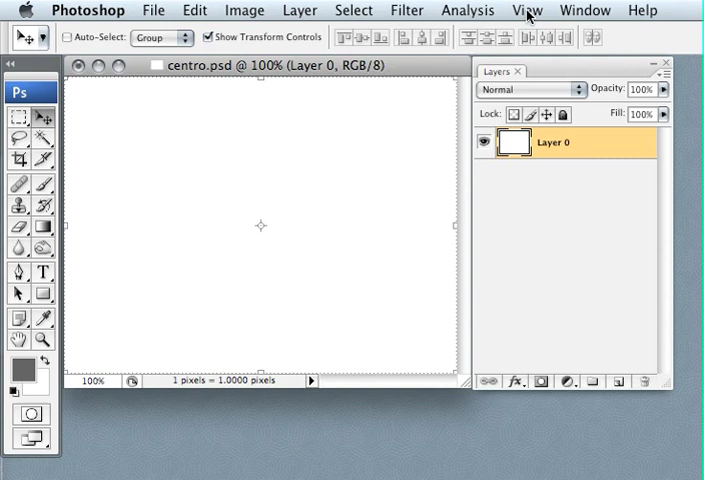 Photoshop File Edit Image Layer Select Filter Analysis View Window Help
Auto-Select: Group Show Transform Controls
centro.psd @ 100% (Layer 0, RGB/8)
Ps
T
100% 1 pixels = 1.0000 pixels
Layers ×
Normal Opacity: 100%
Lock: Fill: 100%
Layer 0
fx